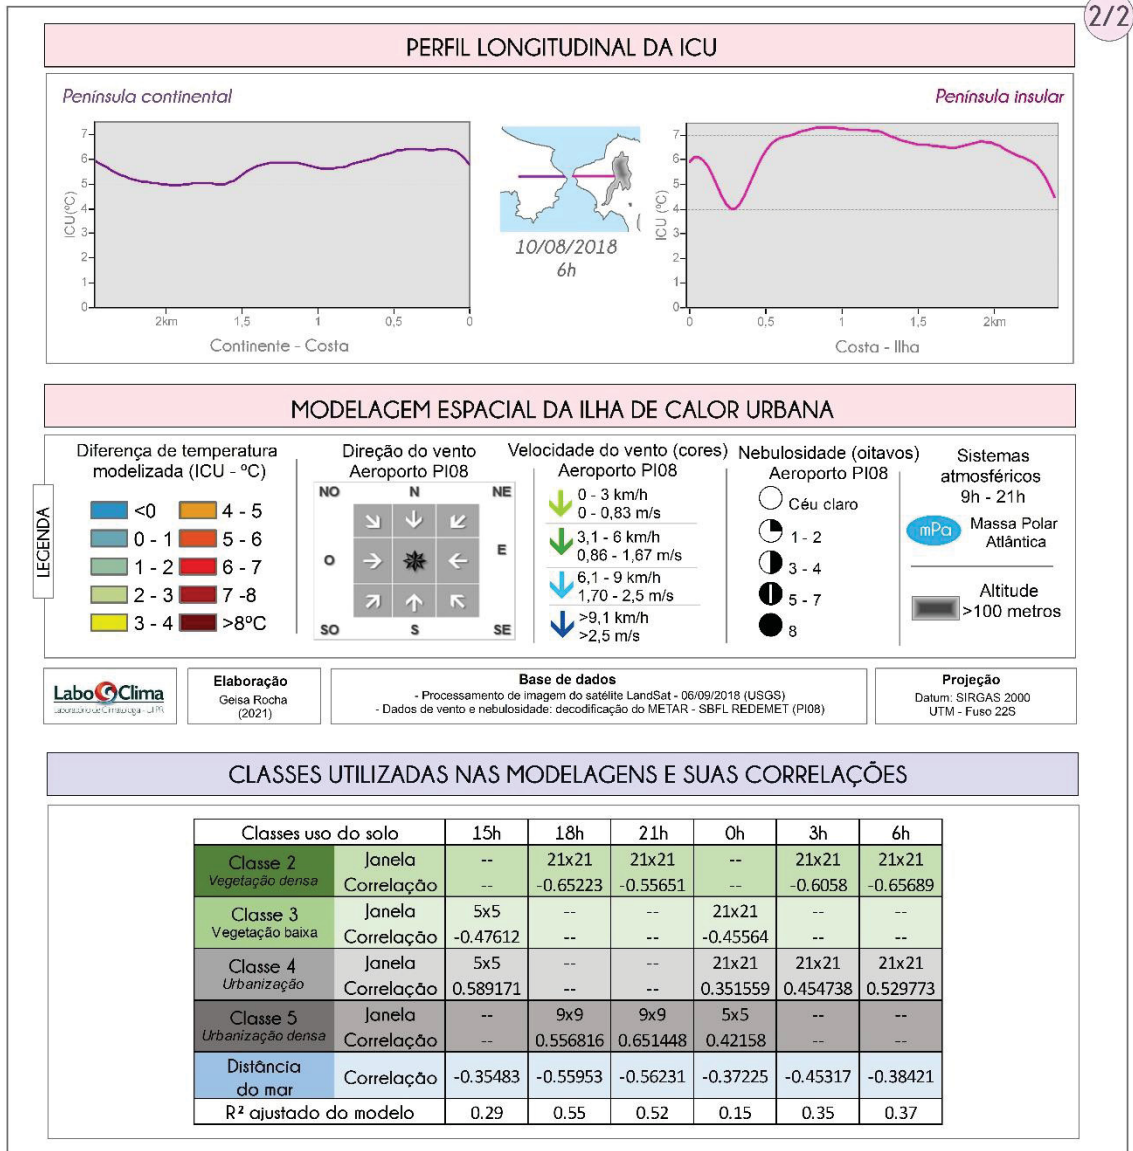 2/2
PERFIL LONGITUDINAL DA ICU
Península continental
Península insular
7
6
5
4
3
2
1
0
ICU(ºC)
2km 1,5 1 0,5 0
Continente - Costa
10/08/2018
6h
7
6
5
4
3
2
1
0
ICU (ºC)
0 0,5 1 1,5 2km
Costa - Ilha
MODELAGEM ESPACIAL DA ILHA DE CALOR URBANA
LEGENDA
Diferença de temperatura
modelizada (ICU - ºC)
<0 4 - 5
0 - 1 5 - 6
1 - 2 6 - 7
2 - 3 7 -8
3 - 4 >8ºC
Direção do vento
Aeroporto PI08
NO N NE
O E
SO S SE
Velocidade do vento (cores)
Aeroporto PI08
0 - 3 km/h
0 - 0,83 m/s
3,1 - 6 km/h
0,86 - 1,67 m/s
6,1 - 9 km/h
1,70 - 2,5 m/s
>9,1 km/h
>2,5 m/s
Nebulosidade (oitavos)
Aeroporto PI08
Céu claro
1 - 2
3 - 4
5 - 7
8
Sistemas
atmosféricos
9h - 21h
mPa Massa Polar
Atlântica
Altitude
>100 metros
LaboClima
Laboratório de Climatologia - UFPR
Elaboração
Geisa Rocha
(2021)
Base de dados
- Processamento de imagem do satélite LandSat - 06/09/2018 (USGS)
- Dados de vento e nebulosidade: decodificação do METAR - SBFL REDEMET (PI08)
Projeção
Datum: SIRGAS 2000
UTM - Fuso 22S
CLASSES UTILIZADAS NAS MODELAGENS E SUAS CORRELAÇÕES
Classes uso do solo 15h 18h 21h 0h 3h 6h
Classe 2
Vegetação densa
Janela -- 21x21 21x21 -- 21x21 21x21
Correlação -- -0.65223 -0.55651 -- -0.6058 -0.65689
Classe 3
Vegetação baixa
Janela 5x5 -- -- 21x21 -- --
Correlação -0.47612 -- -- -0.45564 -- --
Classe 4
Urbanização
Janela 5x5 -- -- 21x21 21x21 21x21
Correlação 0.589171 -- -- 0.351559 0.454738 0.529773
Classe 5
Urbanização densa
Janela -- 9x9 9x9 5x5 -- --
Correlação -- 0.556816 0.651448 0.42158 -- --
Distância
do mar
Correlação -0.35483 -0.55953 -0.56231 -0.37225 -0.45317 -0.38421
R² ajustado do modelo 0.29 0.55 0.52 0.15 0.35 0.37